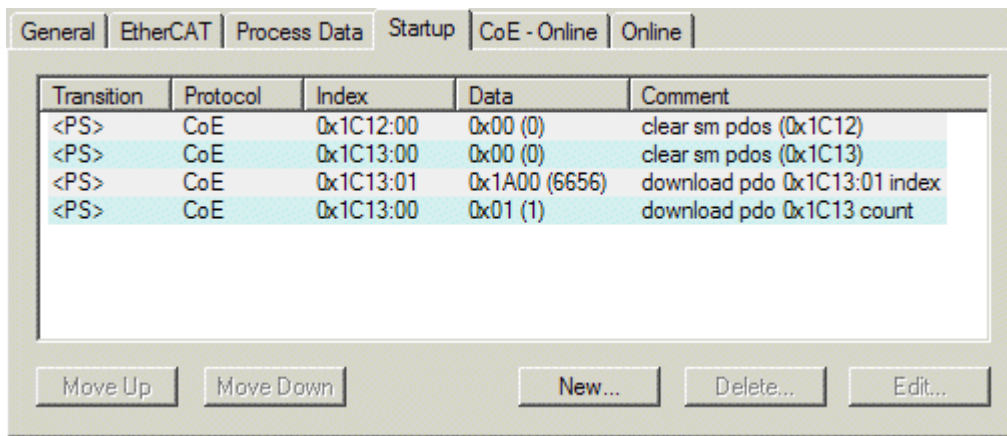 General EtherCAT Process Data Startup CoE - Online Online
Transition Protocol Index Data Comment
<PS> CoE 0x1C12:00 0x00 (0) clear sm pdos (0x1C12)
<PS> CoE 0x1C13:00 0x00 (0) clear sm pdos (0x1C13)
<PS> CoE 0x1C13:01 0x1A00 (6656) download pdo 0x1C13:01 index
<PS> CoE 0x1C13:00 0x01 (1) download pdo 0x1C13 count
Move Up Move Down New... Delete... Edit...